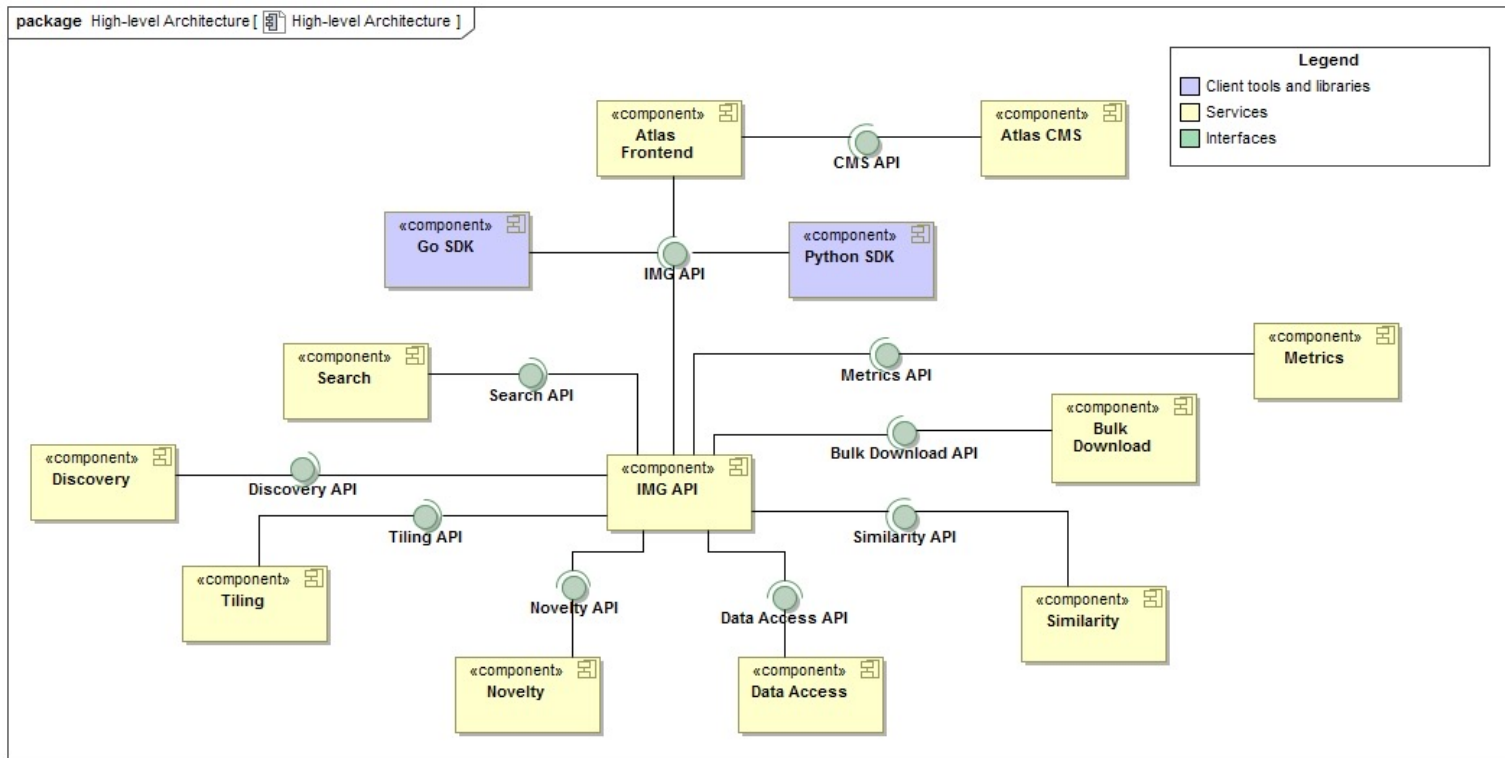 package High-level Architecture [ High-level Architecture ]
Legend
Client tools and libraries
Services
Interfaces
«component»
Atlas
Frontend
CMS API
«component»
Atlas CMS
«component»
Go SDK
IMG API
«component»
Python SDK
«component»
Search
Search API
Metrics API
«component»
Metrics
Bulk Download API
«component»
Bulk
Download
«component»
Discovery
Discovery API
«component»
IMG API
Tiling API
Similarity API
«component»
Tiling
Novelty API
Data Access API
«component»
Similarity
«component»
Novelty
«component»
Data Access